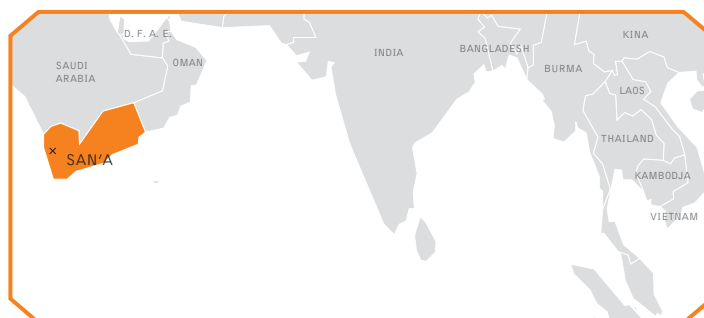 D. F. A. E.
KINA
SAUDI
ARABIA
OMAN
INDIA
BANGLADESH
BURMA
LAOS
THAILAND
SAN'A
KAMBODJA
VIETNAM